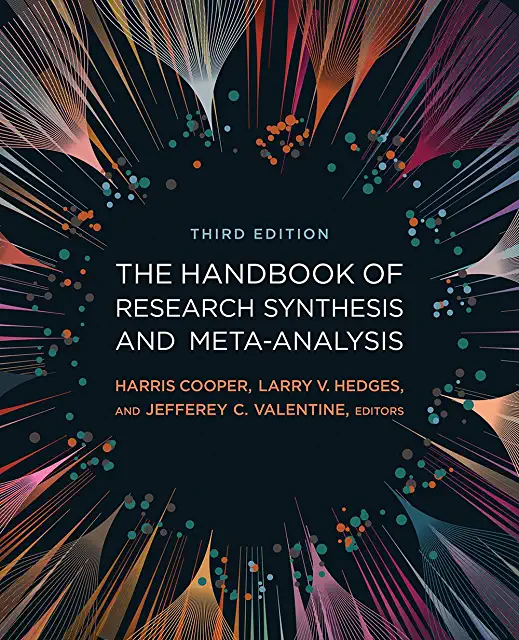 THIRD EDITION
THE HANDBOOK OF
RESEARCH SYNTHESIS
AND META-ANALYSIS
HARRIS COOPER, LARRY V. HEDGES,
AND JEFFEREY C. VALENTINE, EDITORS